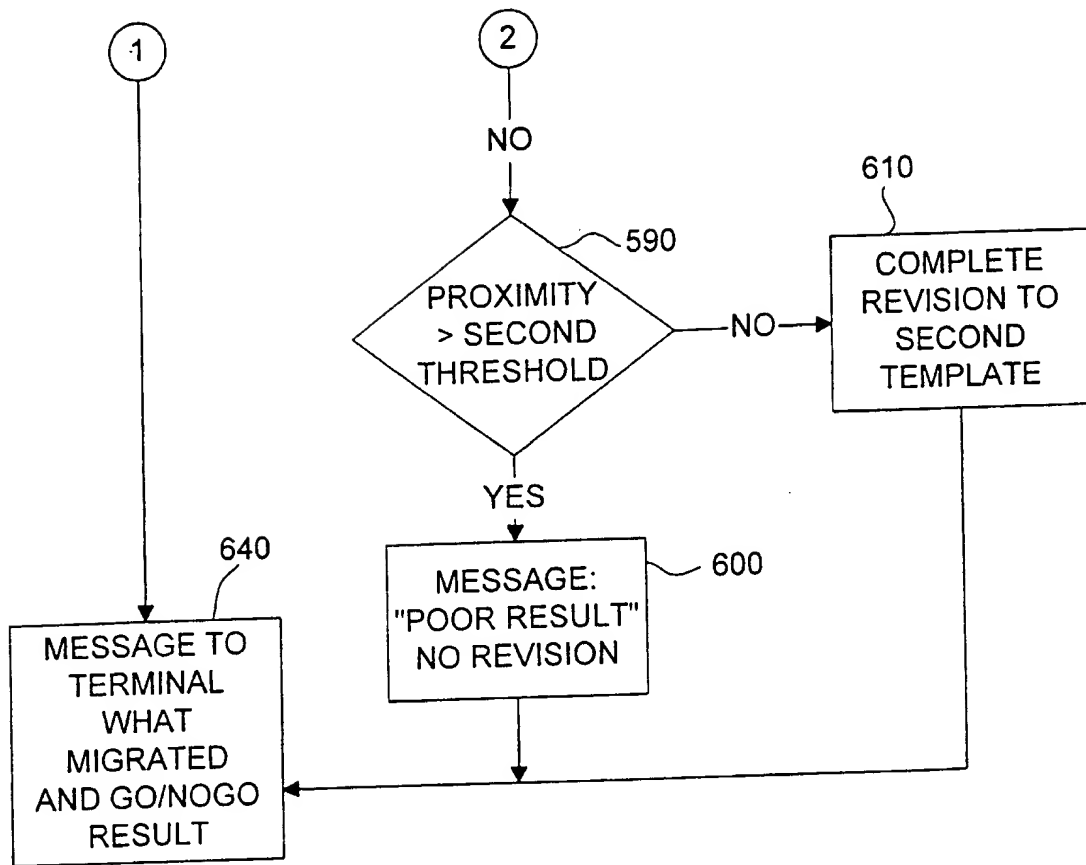 1
2
NO
590
PROXIMITY
> SECOND
THRESHOLD
NO
610
COMPLETE
REVISION TO
SECOND
TEMPLATE
YES
600
MESSAGE:
"POOR RESULT"
NO REVISION
640
MESSAGE TO
TERMINAL
WHAT
MIGRATED
AND GO/NOGO
RESULT